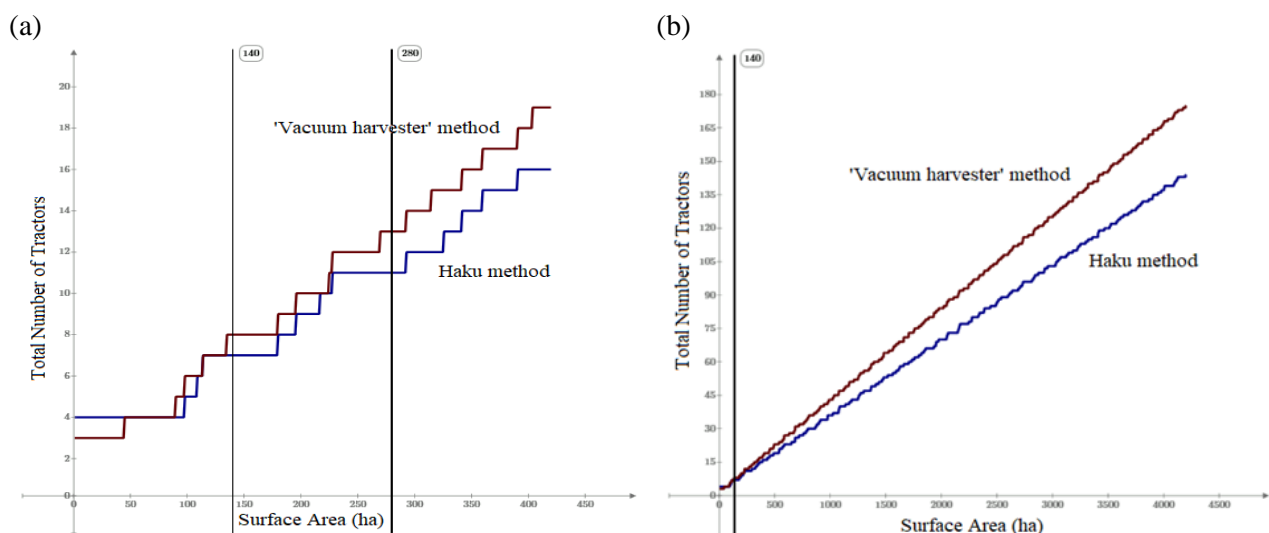 (a)
140
280
20
18
16
14
12
10
8
6
4
2
0
'Vacuum harvester' method
Haku method
Total Number of Tractors
0 50 100 150 200 250 300 350 400 450
Surface Area (ha)
(b)
140
180
165
150
135
120
105
90
75
60
45
30
15
0
'Vacuum harvester' method
Haku method
Total Number of Tractors
0 500 1000 1500 2000 2500 3000 3500 4000 4500
Surface Area (ha)